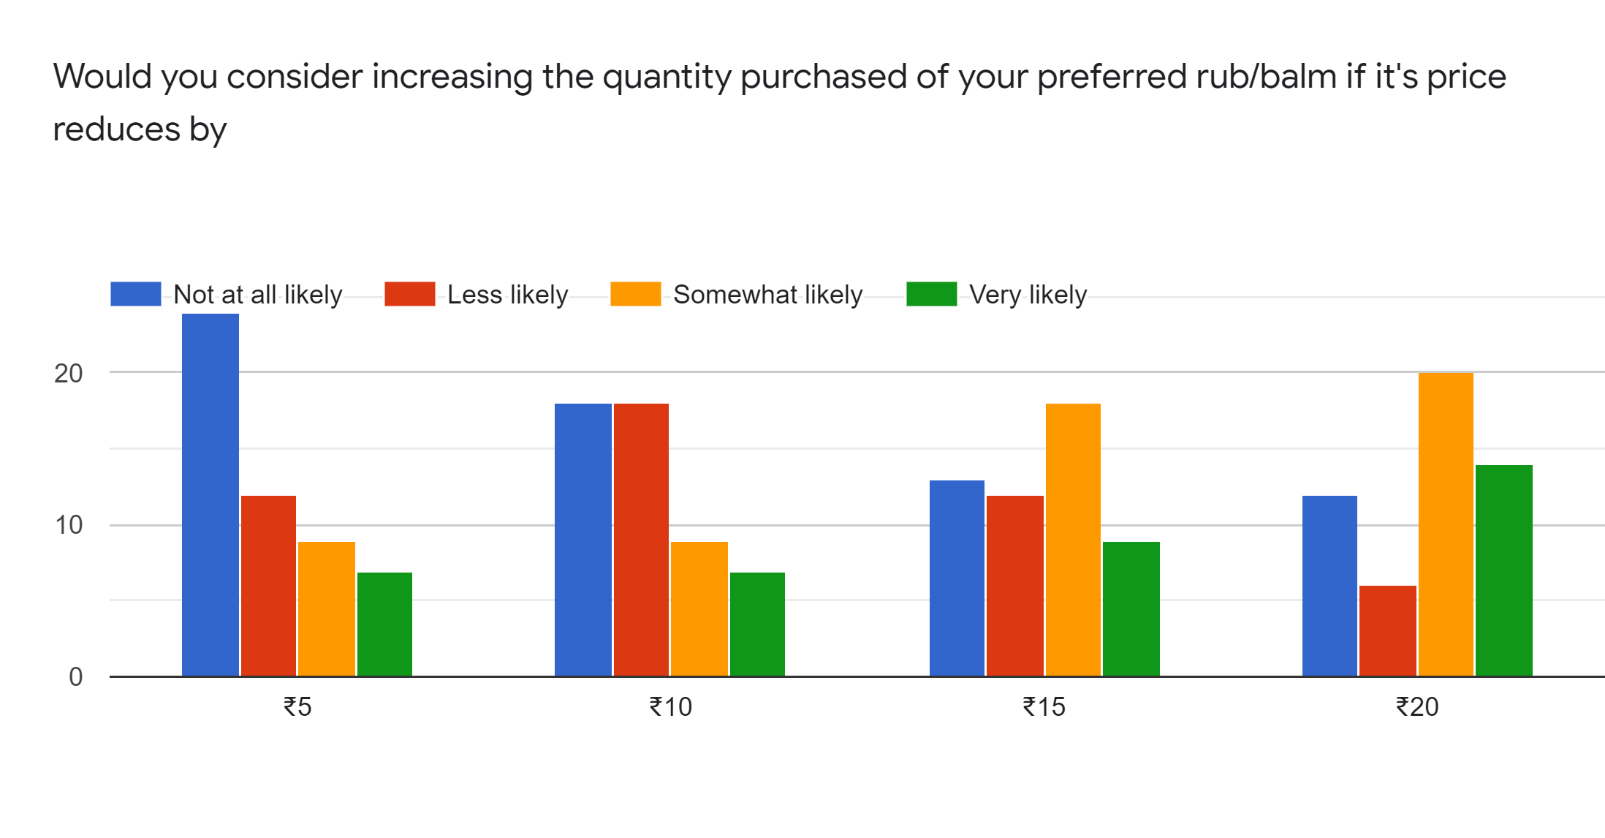 Would you consider increasing the quantity purchased of your preferred rub/balm if it's price
reduces by
Not at all likely Less likely Somewhat likely Very likely
20
10
0
₹5 ₹10 ₹15 ₹20